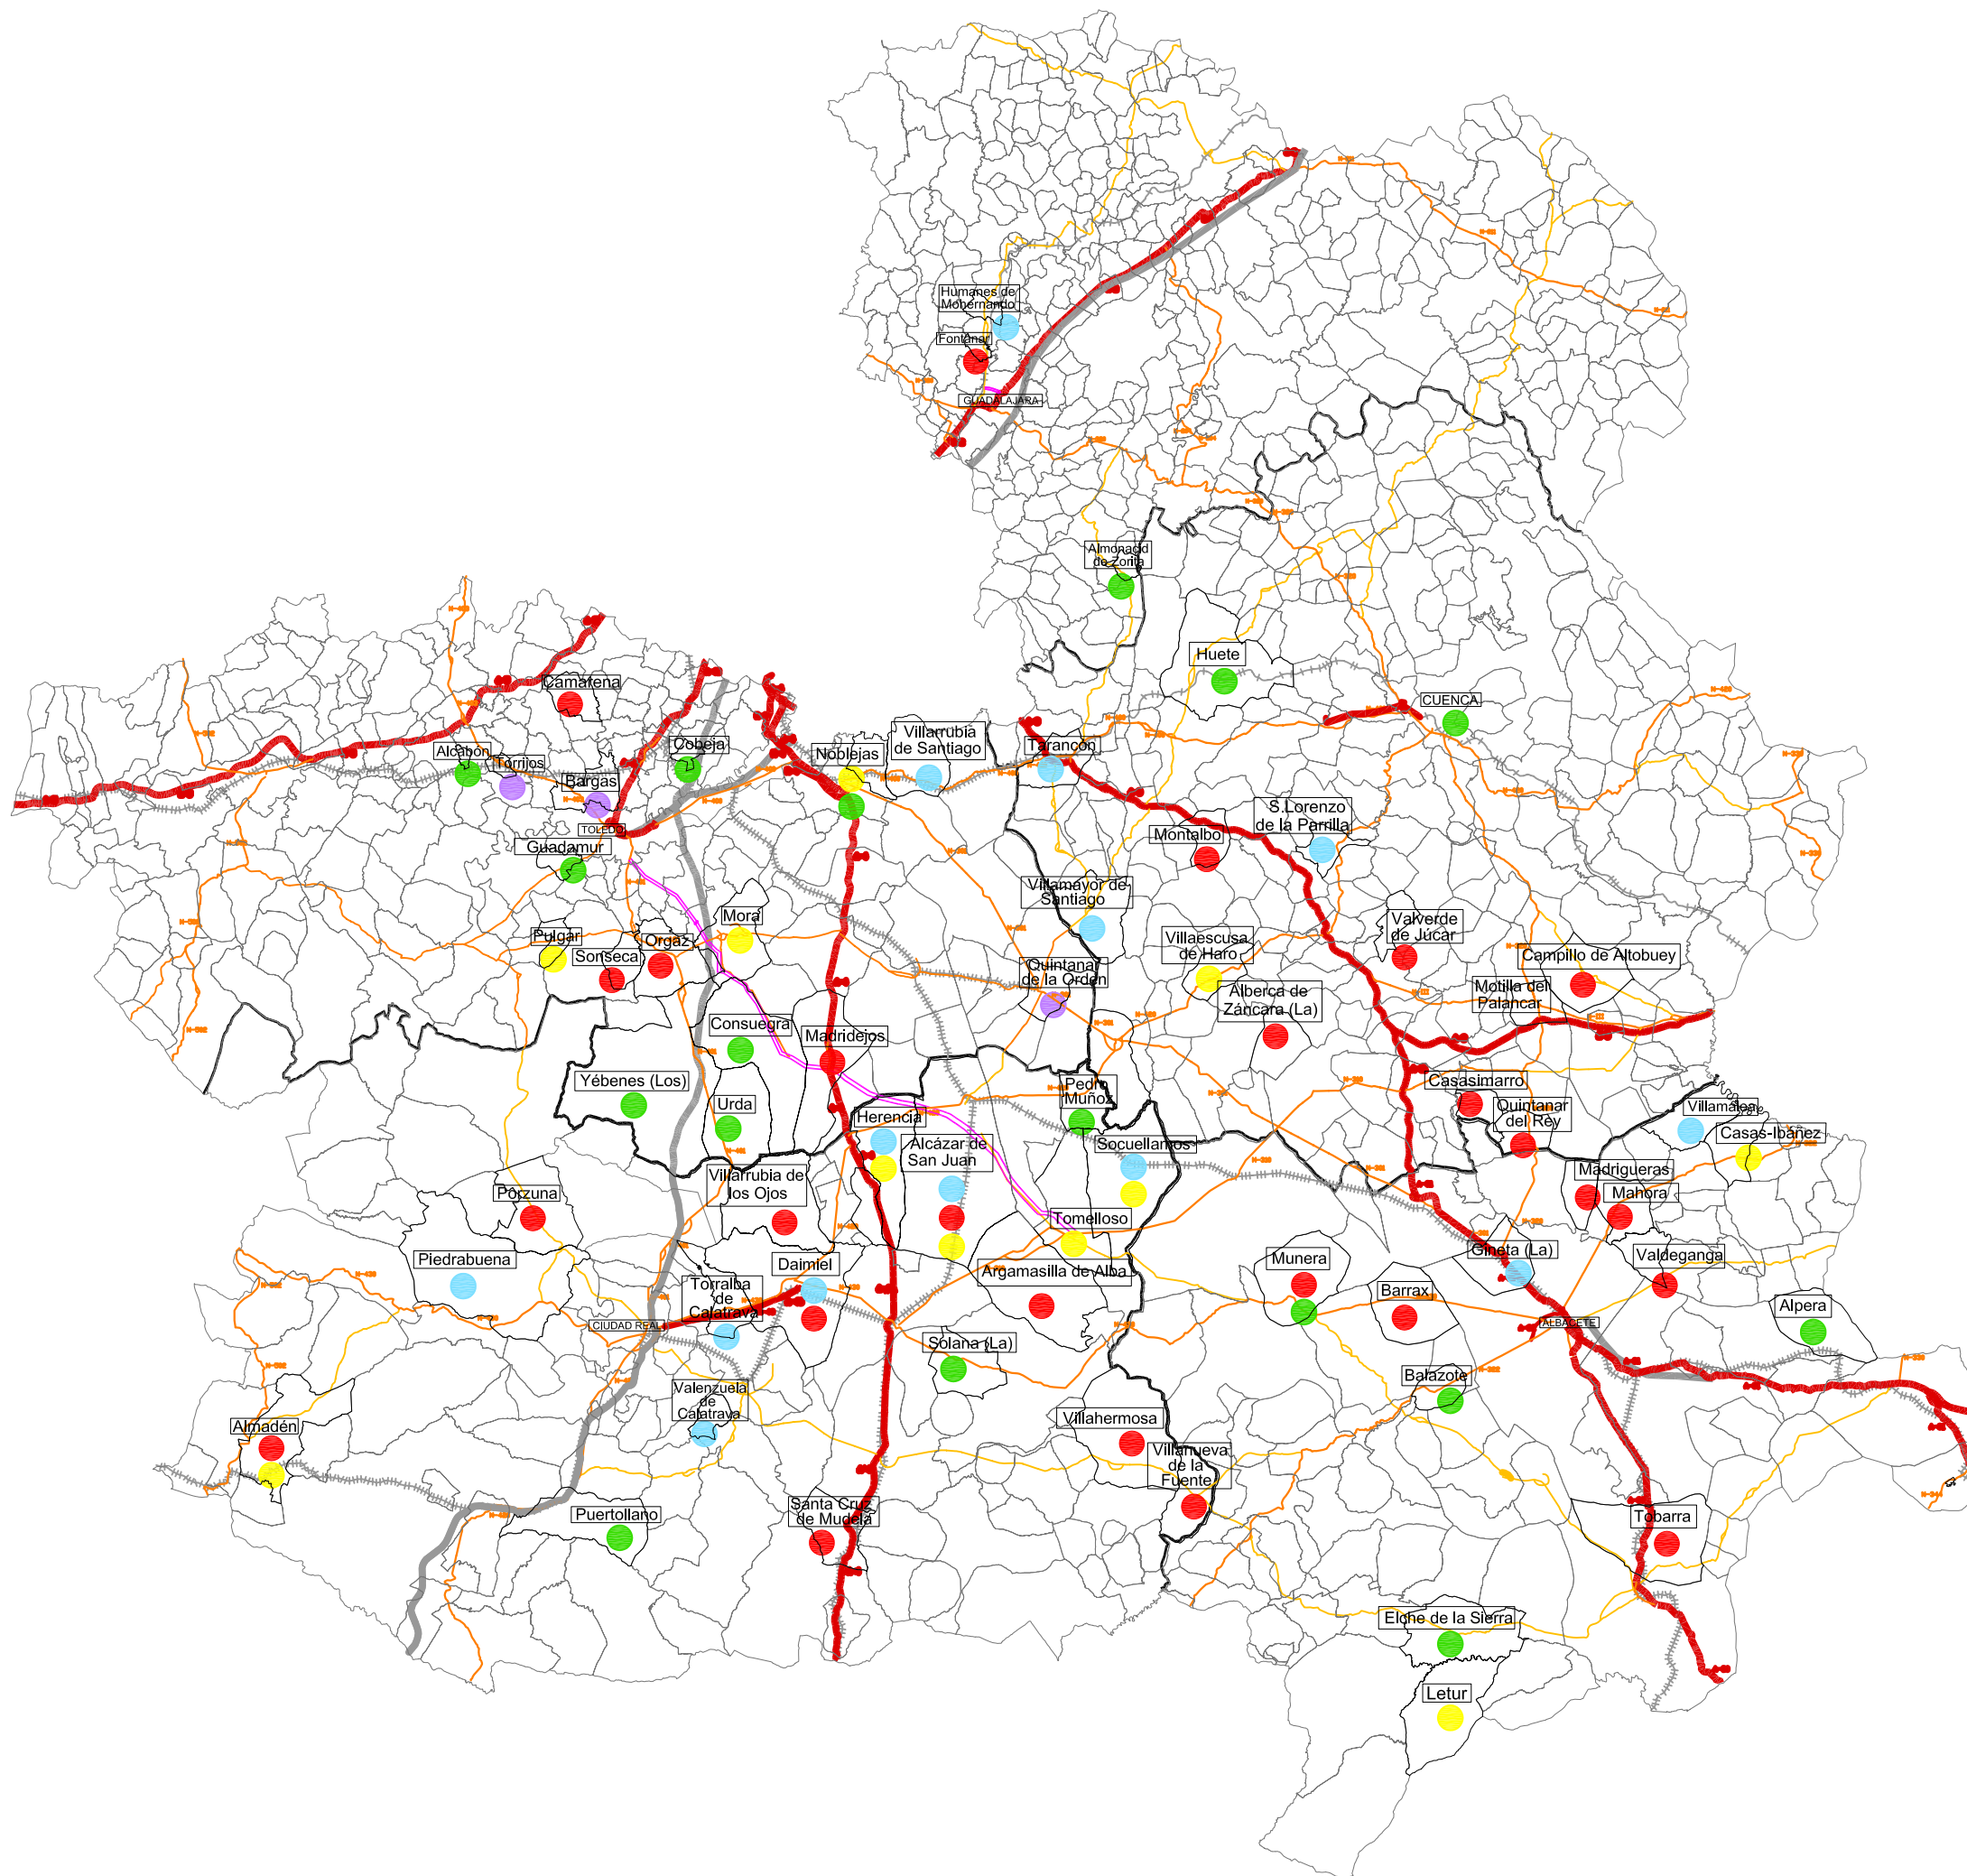 Humanes de
Mohernando
Fontanar
GUADALAJARA
Almonacid
de Zorita
Huete
CUENCA
Camarena
Alcabón
Torrijos
Bargas
Cobeja
Noblejas
Villarrubia
de Santiago
Tarancón
TOLEDO
Guadamur
Montalbo
S.Lorenzo
de la Parrilla
Villamayor de
Santiago
Mora
Pulgar
Sonseca
Orgaz
Villaescusa
de Haro
Valverde
de Júcar
Campillo de Altobuey
Quintanar
de la Orden
Alberca de
Záncara (La)
Motilla del
Palancar
Consuegra
Madridejos
Yébenes (Los)
Urda
Herencia
Pedro
Muñoz
Casasimarro
Quintanar
del Rey
Villamalea
Casas-Ibáñez
Alcázar de
San Juan
Socuellamos
Villarrubia de
los Ojos
Madrigueras
Mahora
Porzuna
Tomelloso
Piedrabuena
Daimiel
Argamasilla de Alba
Munera
Gineta (La)
Valdeganga
Torralba
de
Calatrava
Barrax
Alpera
CIUDAD REAL
ALBACETE
Solana (La)
Balazote
Valenzuela
de
Calatrava
Almadén
Villahermosa
Villanueva
de la
Fuente
Puertollano
Santa Cruz
de Mudela
Tobarra
Elche de la Sierra
Letur